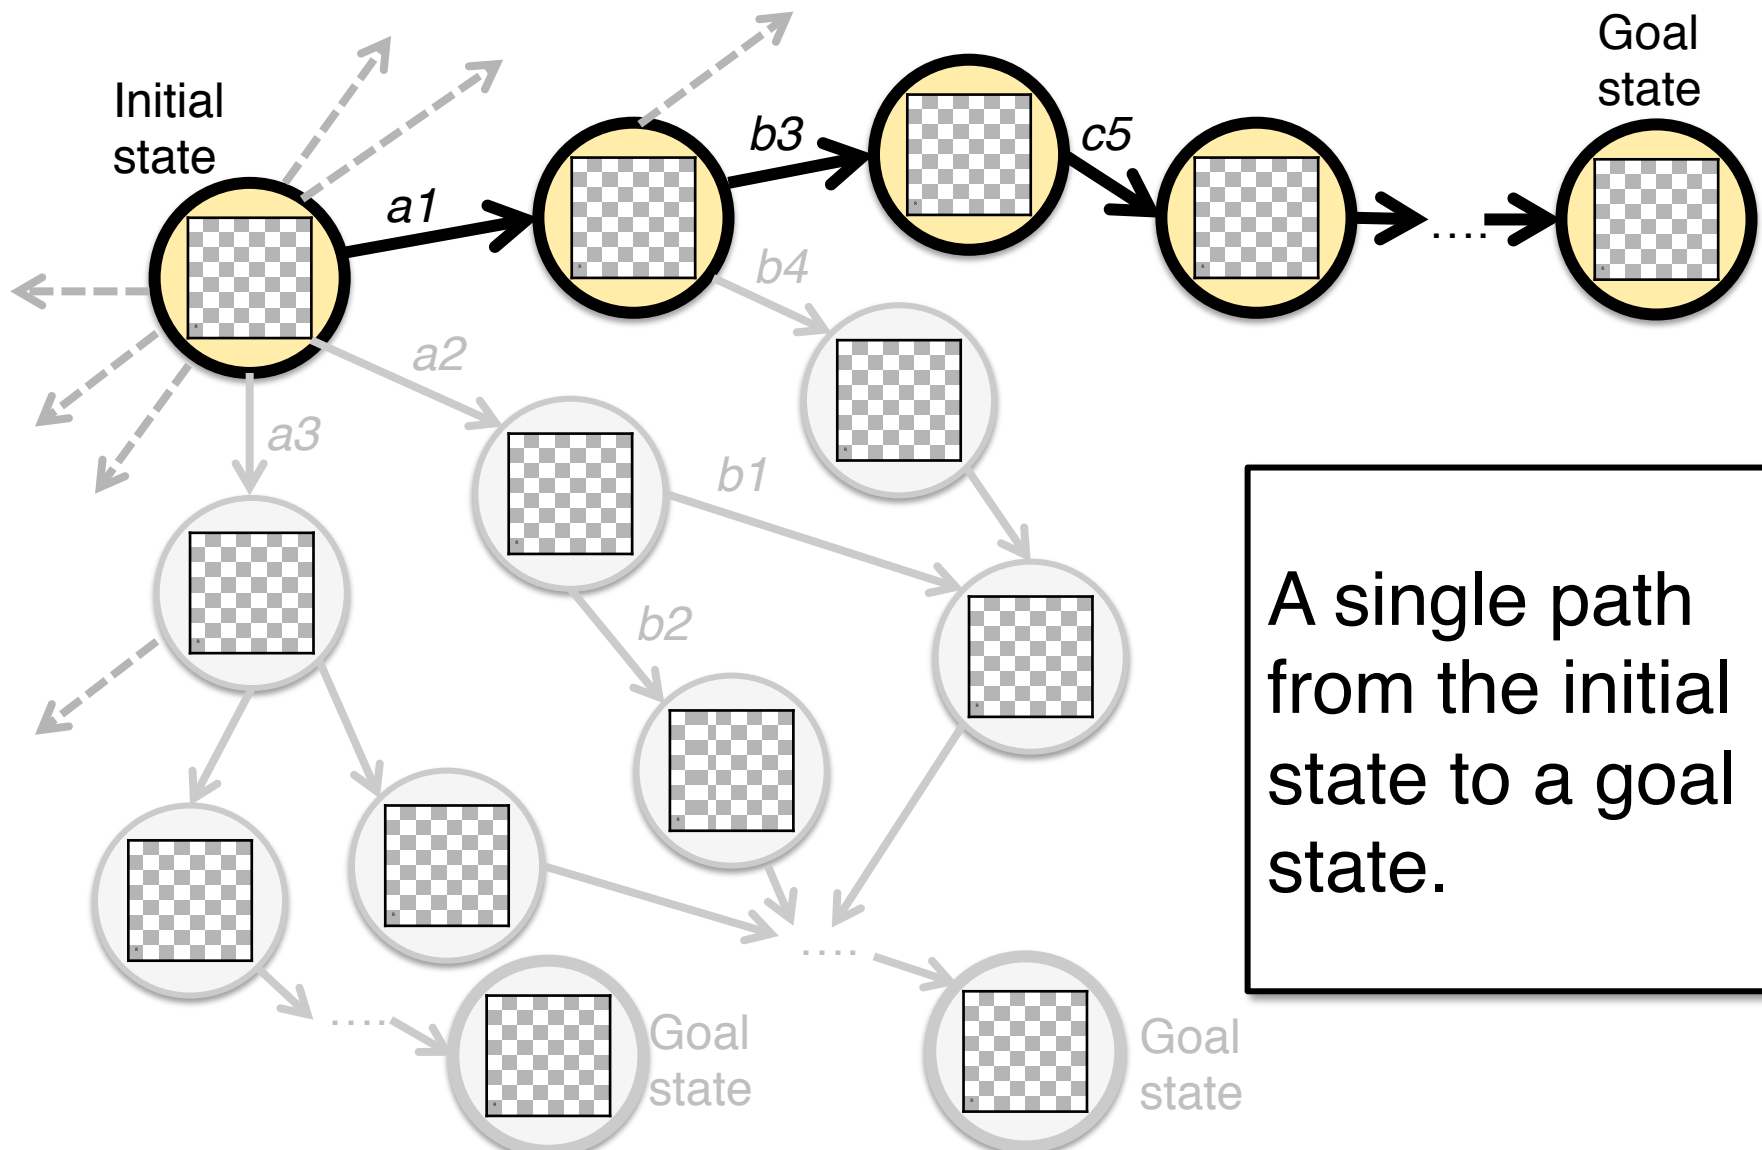 Initial
state
Goal
state
a1
b3
c5
....
b4
a2
a3
b1
b2
A single path
from the initial
state to a goal
state.
....
....
Goal
state
Goal
state